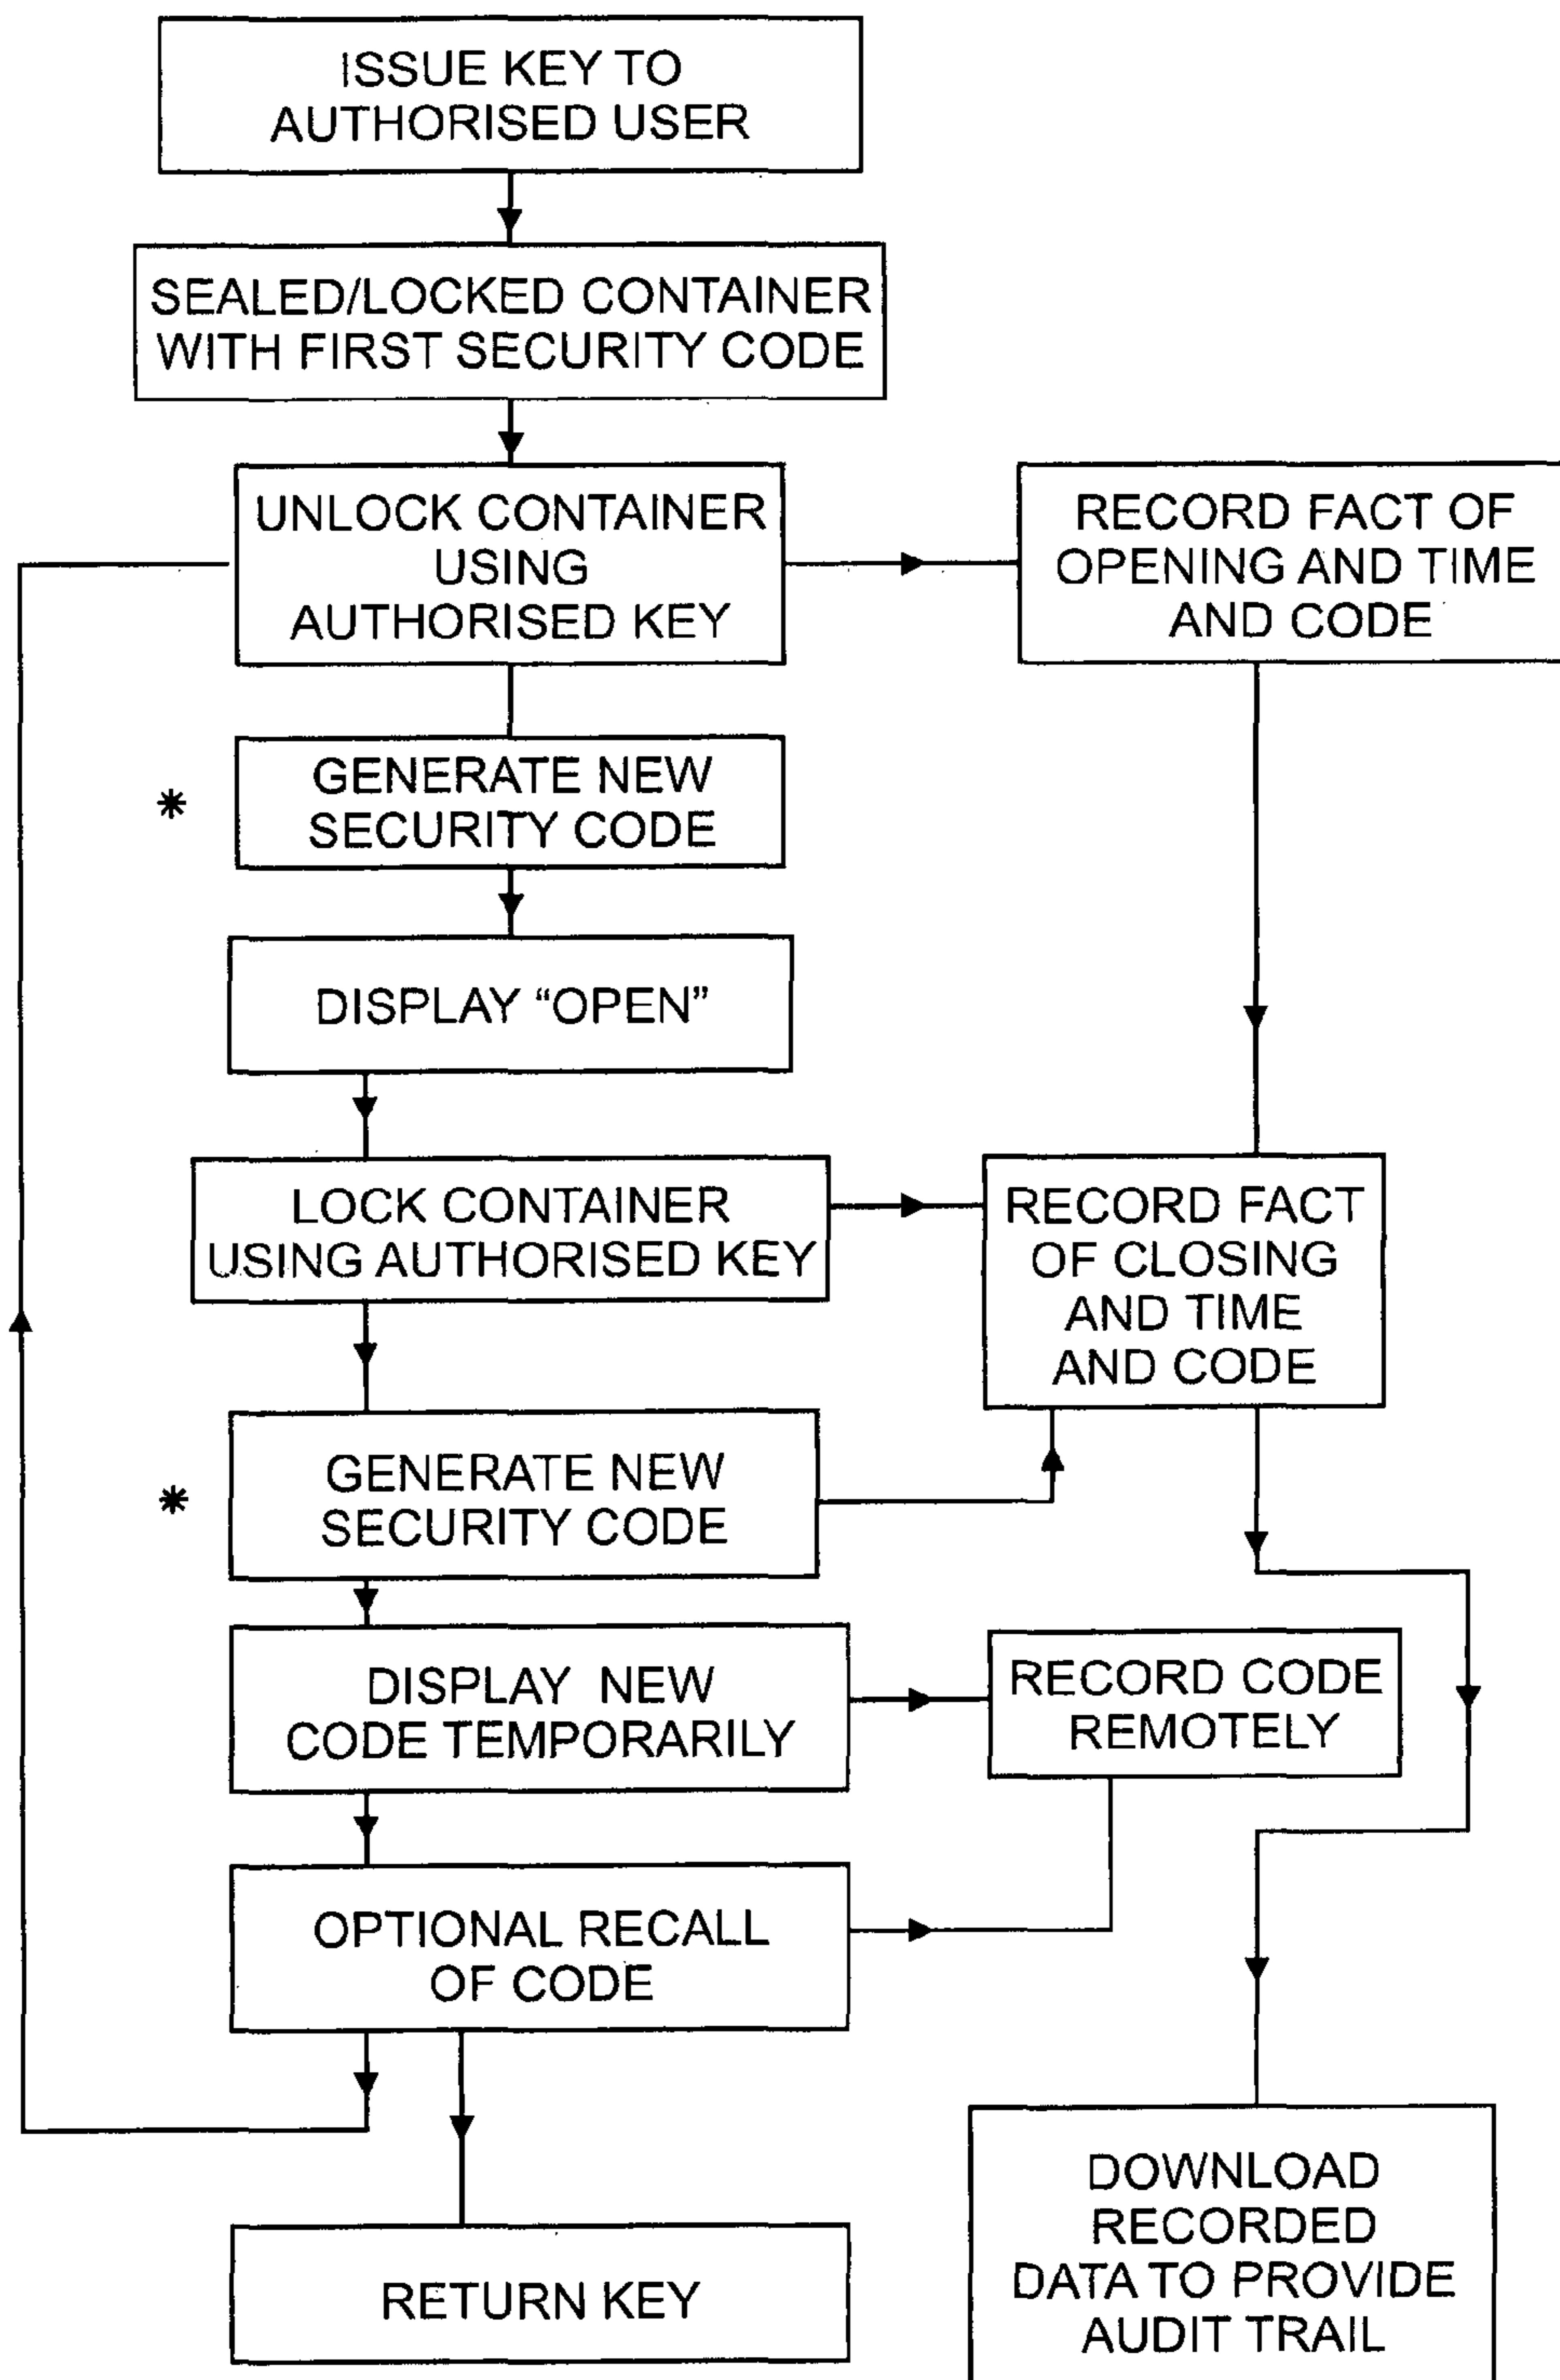 ISSUE KEY TO
AUTHORISED USER
SEALED/LOCKED CONTAINER
WITH FIRST SECURITY CODE
UNLOCK CONTAINER
USING
AUTHORISED KEY
RECORD FACT OF
OPENING AND TIME
AND CODE
*
GENERATE NEW
SECURITY CODE
DISPLAY “OPEN”
LOCK CONTAINER
USING AUTHORISED KEY
RECORD FACT
OF CLOSING
AND TIME
AND CODE
*
GENERATE NEW
SECURITY CODE
DISPLAY NEW
CODE TEMPORARILY
RECORD CODE
REMOTELY
OPTIONAL RECALL
OF CODE
RETURN KEY
DOWNLOAD
RECORDED
DATA TO PROVIDE
AUDIT TRAIL